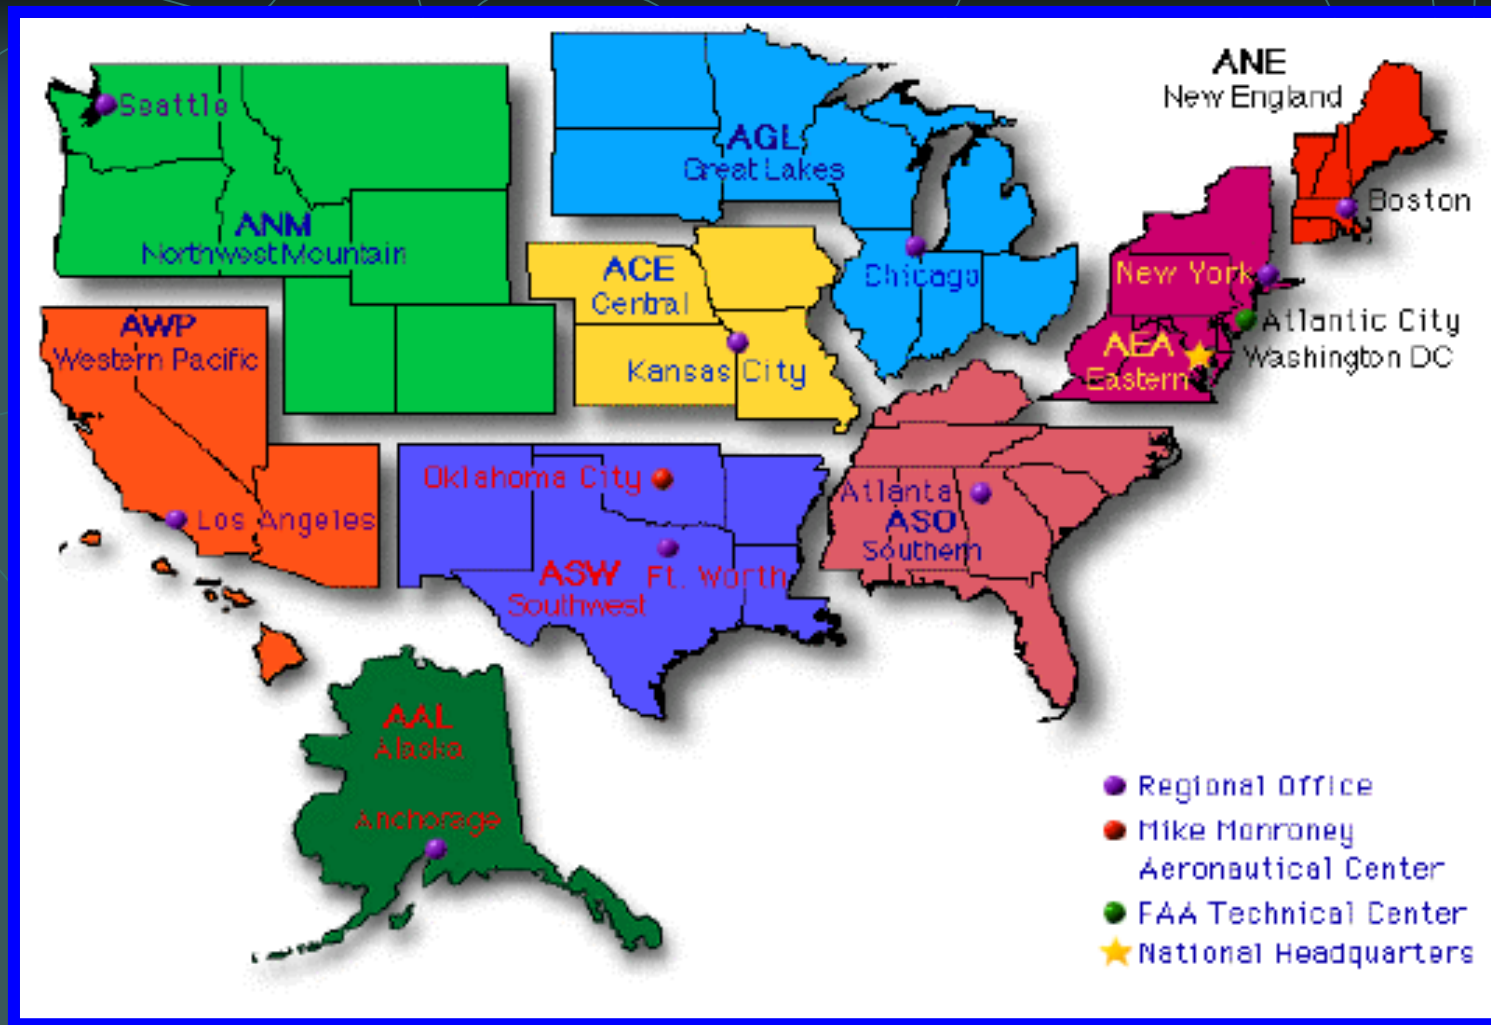 ANE
New England
Seattle
AGL
Great Lakes
Boston
ANM
Northwest Mountain
ACE
Central
Chicago
New York
AWP
Western Pacific
Kansas City
Atlantic City
AEA
Eastern
Washington DC
Oklahoma City
Atlanta
ASO
Southern
Los Angeles
ASW
Southwest
Ft. Worth
AAL
Alaska
Anchorage
Regional Office
Mike Monroney
Aeronautical Center
FAA Technical Center
National Headquarters